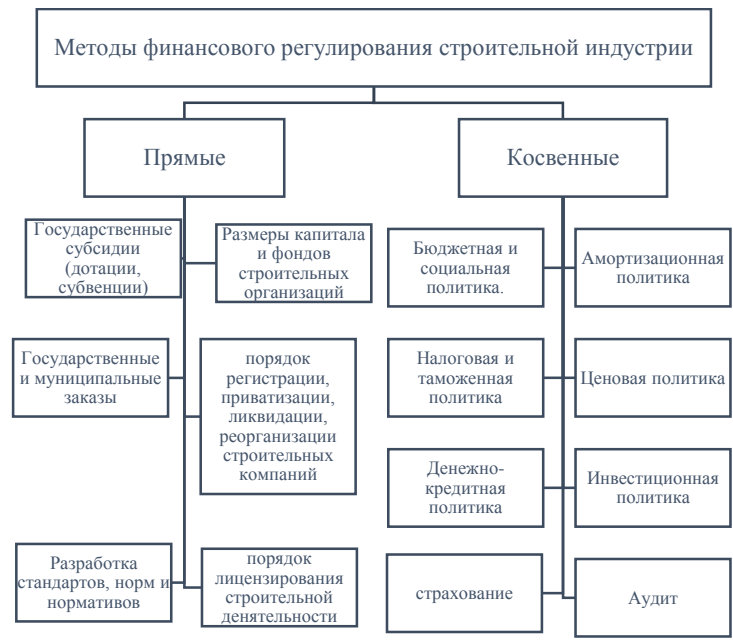 Методы финансового регулирования строительной индустрии
Прямые
Косвенные
Государственные
субсидии
(дотации,
субвенции)
Размеры капитала
и фондов
строительных
организаций
Государственные
и муниципальные
заказы
порядок
регистрации,
приватизации,
ликвидации,
реорганизации
строительных
компаний
Разработка
стандартов, норм и
нормативов
порядок
лицензирования
строительной
денятельности
Бюджетная и
социальная
политика.
Амортизационная
политика
Налоговая и
таможенная
политика
Ценовая политика
Денежно-
кредитная
политика
Инвестиционная
политика
страхование
Аудит